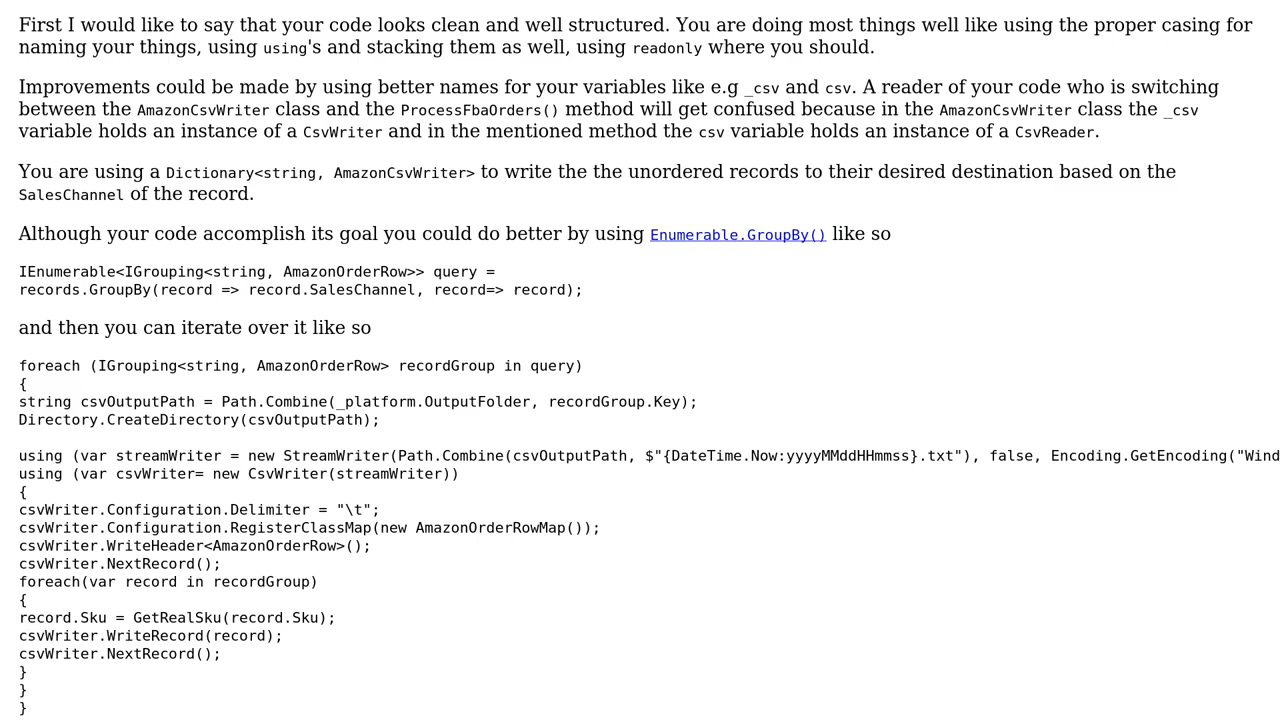 First I would like to say that your code looks clean and well structured. You are doing most things well like using the proper casing for
naming your things, using using's and stacking them as well, using readonly where you should.
Improvements could be made by using better names for your variables like e.g _csv and csv. A reader of your code who is switching
between the AmazonCsvWriter class and the ProcessFbaOrders() method will get confused because in the AmazonCsvWriter class the _csv
variable holds an instance of a CsvWriter and in the mentioned method the csv variable holds an instance of a CsvReader.
You are using a Dictionary<string, AmazonCsvWriter> to write the the unordered records to their desired destination based on the
SalesChannel of the record.
Although your code accomplish its goal you could do better by using Enumerable.GroupBy() like so
IEnumerable<IGrouping<string, AmazonOrderRow>> query =
records.GroupBy(record => record.SalesChannel, record=> record);
and then you can iterate over it like so
foreach (IGrouping<string, AmazonOrderRow> recordGroup in query)
{
string csvOutputPath = Path.Combine(_platform.OutputFolder, recordGroup.Key);
Directory.CreateDirectory(csvOutputPath);
using (var streamWriter = new StreamWriter(Path.Combine(csvOutputPath, $"{DateTime.Now:yyyyMMddHHmmss}.txt"), false, Encoding.GetEncoding("Wind
using (var csvWriter= new CsvWriter(streamWriter))
{
csvWriter.Configuration.Delimiter = "\t";
csvWriter.Configuration.RegisterClassMap(new AmazonOrderRowMap());
csvWriter.WriteHeader<AmazonOrderRow>();
csvWriter.NextRecord();
foreach(var record in recordGroup)
{
record.Sku = GetRealSku(record.Sku);
csvWriter.WriteRecord(record);
csvWriter.NextRecord();
}
}
}